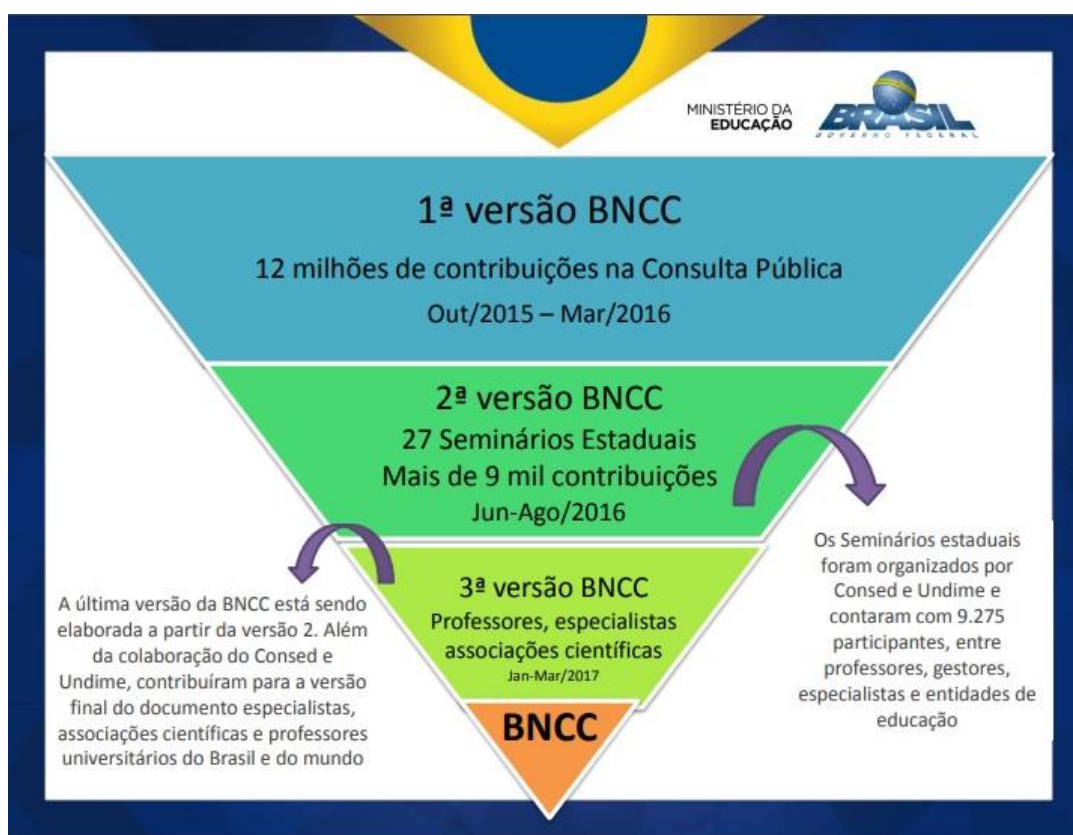 MINISTÉRIO DA
EDUCAÇÃO
BRASIL
GOVERNO FEDERAL
1ª versão BNCC
12 milhões de contribuições na Consulta Pública
Out/2015 – Mar/2016
2ª versão BNCC
27 Seminários Estaduais
Mais de 9 mil contribuições
Jun-Ago/2016
Os Seminários estaduais
foram organizados por
Consed e Undime e
contaram com 9.275
participantes, entre
professores, gestores,
especialistas e entidades de
educação
3ª versão BNCC
Professores, especialistas
associações científicas
Jan-Mar/2017
A última versão da BNCC está sendo
elaborada a partir da versão 2. Além
da colaboração do Consed e
Undime, contribuíram para a versão
final do documento especialistas,
associações científicas e professores
universitários do Brasil e do mundo
BNCC